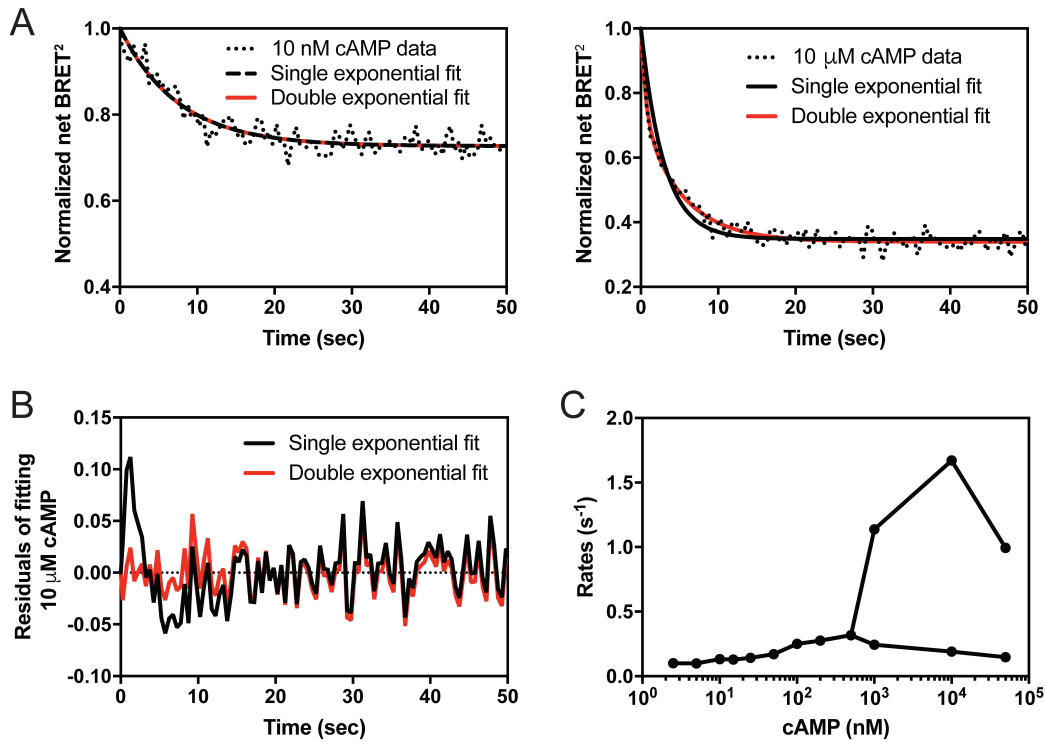 A
Normalized net BRET²
1.0
0.8
0.6
0.4
0
10
20
30
40
50
Time (sec)
10 nM cAMP data
Single exponential fit
Double exponential fit
Normalized net BRET²
1.0
0.8
0.6
0.4
0.2
0
10
20
30
40
50
Time (sec)
10 μM cAMP data
Single exponential fit
Double exponential fit
B
Residuals of fitting
10 μM cAMP
0.15
0.10
0.05
0.00
-0.05
-0.10
0
10
20
30
40
50
Time (sec)
Single exponential fit
Double exponential fit
C
Rates (s⁻¹)
2.0
1.5
1.0
0.5
0.0
10⁰
10¹
10²
10³
10⁴
10⁵
cAMP (nM)